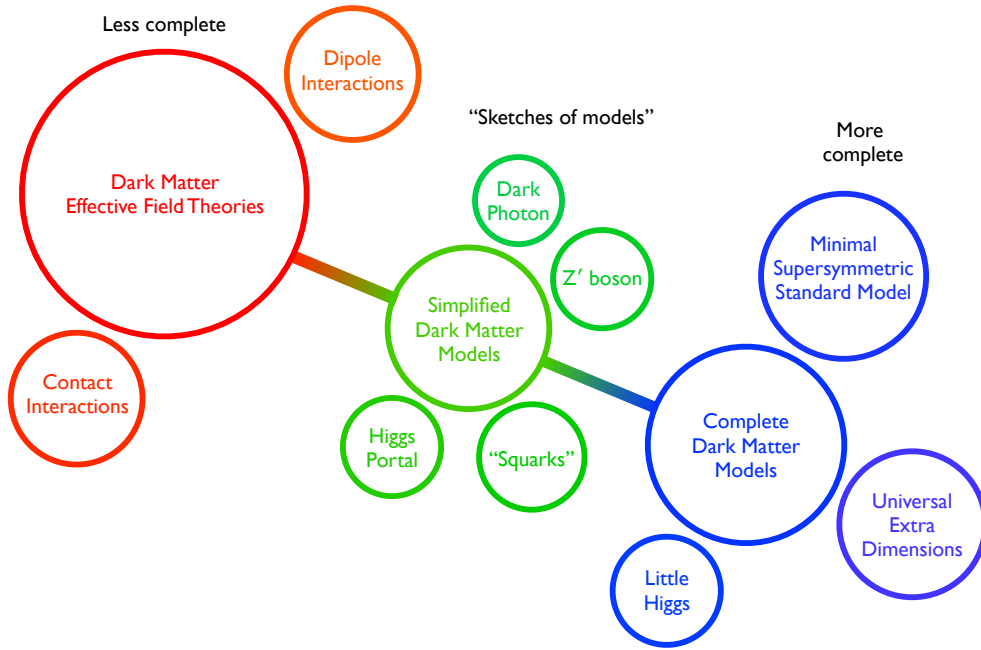 Less complete
Dipole
Interactions
"Sketches of models"
More
complete
Dark Matter
Effective Field Theories
Dark
Photon
Z′ boson
Minimal
Supersymmetric
Standard Model
Simplified
Dark Matter
Models
Contact
Interactions
Higgs
Portal
“Squarks”
Complete
Dark Matter
Models
Universal
Extra
Dimensions
Little
Higgs